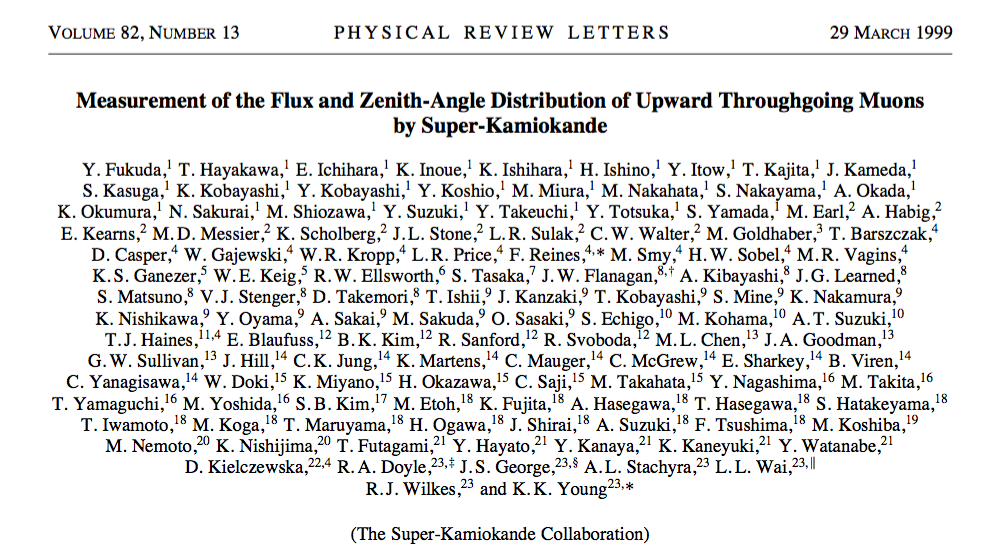 VOLUME 82, NUMBER 13 PHYSICAL REVIEW LETTERS 29 MARCH 1999
Measurement of the Flux and Zenith-Angle Distribution of Upward Throughgoing Muons
by Super-Kamiokande
Y. Fukuda,¹ T. Hayakawa,¹ E. Ichihara,¹ K. Inoue,¹ K. Ishihara,¹ H. Ishino,¹ Y. Itow,¹ T. Kajita,¹ J. Kameda,¹
S. Kasuga,¹ K. Kobayashi,¹ Y. Kobayashi,¹ Y. Koshio,¹ M. Miura,¹ M. Nakahata,¹ S. Nakayama,¹ A. Okada,¹
K. Okumura,¹ N. Sakurai,¹ M. Shiozawa,¹ Y. Suzuki,¹ Y. Takeuchi,¹ Y. Totsuka,¹ S. Yamada,¹ M. Earl,² A. Habig,²
E. Kearns,² M. D. Messier,² K. Scholberg,² J. L. Stone,² L. R. Sulak,² C. W. Walter,² M. Goldhaber,³ T. Barszczak,⁴
D. Casper,⁴ W. Gajewski,⁴ W. R. Kropp,⁴ L. R. Price,⁴ F. Reines,⁴,* M. Smy,⁴ H. W. Sobel,⁴ M. R. Vagins,⁴
K. S. Ganezer,⁵ W. E. Keig,⁵ R. W. Ellsworth,⁶ S. Tasaka,⁷ J. W. Flanagan,⁸,† A. Kibayashi,⁸ J. G. Learned,⁸
S. Matsuno,⁸ V. J. Stenger,⁸ D. Takemori,⁸ T. Ishii,⁹ J. Kanzaki,⁹ T. Kobayashi,⁹ S. Mine,⁹ K. Nakamura,⁹
K. Nishikawa,⁹ Y. Oyama,⁹ A. Sakai,⁹ M. Sakuda,⁹ O. Sasaki,⁹ S. Echigo,¹⁰ M. Kohama,¹⁰ A. T. Suzuki,¹⁰
T. J. Haines,¹¹,⁴ E. Blaufuss,¹² B. K. Kim,¹² R. Sanford,¹² R. Svoboda,¹² M. L. Chen,¹³ J. A. Goodman,¹³
G. W. Sullivan,¹³ J. Hill,¹⁴ C. K. Jung,¹⁴ K. Martens,¹⁴ C. Mauger,¹⁴ C. McGrew,¹⁴ E. Sharkey,¹⁴ B. Viren,¹⁴
C. Yanagisawa,¹⁴ W. Doki,¹⁵ K. Miyano,¹⁵ H. Okazawa,¹⁵ C. Saji,¹⁵ M. Takahata,¹⁵ Y. Nagashima,¹⁶ M. Takita,¹⁶
T. Yamaguchi,¹⁶ M. Yoshida,¹⁶ S. B. Kim,¹⁷ M. Etoh,¹⁸ K. Fujita,¹⁸ A. Hasegawa,¹⁸ T. Hasegawa,¹⁸ S. Hatakeyama,¹⁸
T. Iwamoto,¹⁸ M. Koga,¹⁸ T. Maruyama,¹⁸ H. Ogawa,¹⁸ J. Shirai,¹⁸ A. Suzuki,¹⁸ F. Tsushima,¹⁸ M. Koshiba,¹⁹
M. Nemoto,²⁰ K. Nishijima,²⁰ T. Futagami,²¹ Y. Hayato,²¹ Y. Kanaya,²¹ K. Kaneyuki,²¹ Y. Watanabe,²¹
D. Kielczewska,²²,⁴ R. A. Doyle,²³,‡ J. S. George,²³,§ A. L. Stachyra,²³ L. L. Wai,²³,||
R. J. Wilkes,²³ and K. K. Young²³,*
(The Super-Kamiokande Collaboration)